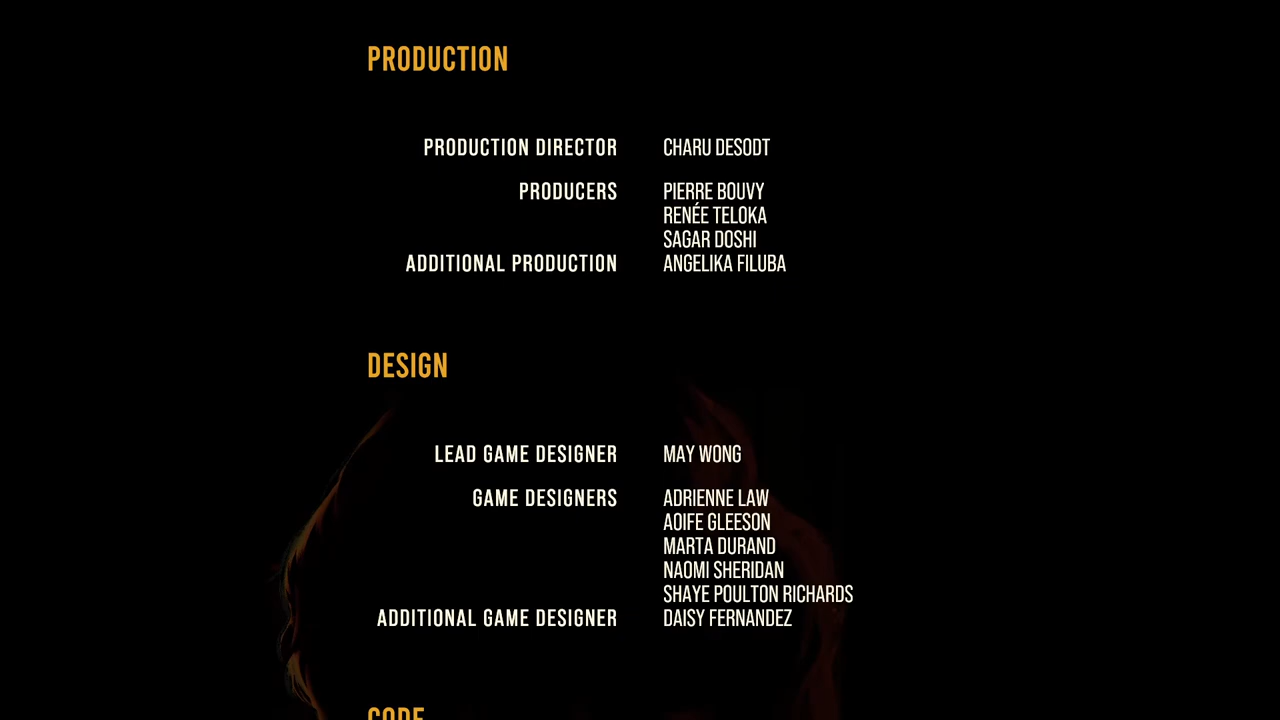 PRODUCTION
PRODUCTION DIRECTOR CHARU DESODT
PRODUCERS PIERRE BOUVY
RENÉE TELOKA
SAGAR DOSHI
ADDITIONAL PRODUCTION ANGELIKA FILUBA
DESIGN
LEAD GAME DESIGNER MAY WONG
GAME DESIGNERS ADRIENNE LAW
AOIFE GLEESON
MARTA DURAND
NAOMI SHERIDAN
SHAYE POULTON RICHARDS
ADDITIONAL GAME DESIGNER DAISY FERNANDEZ
CODE